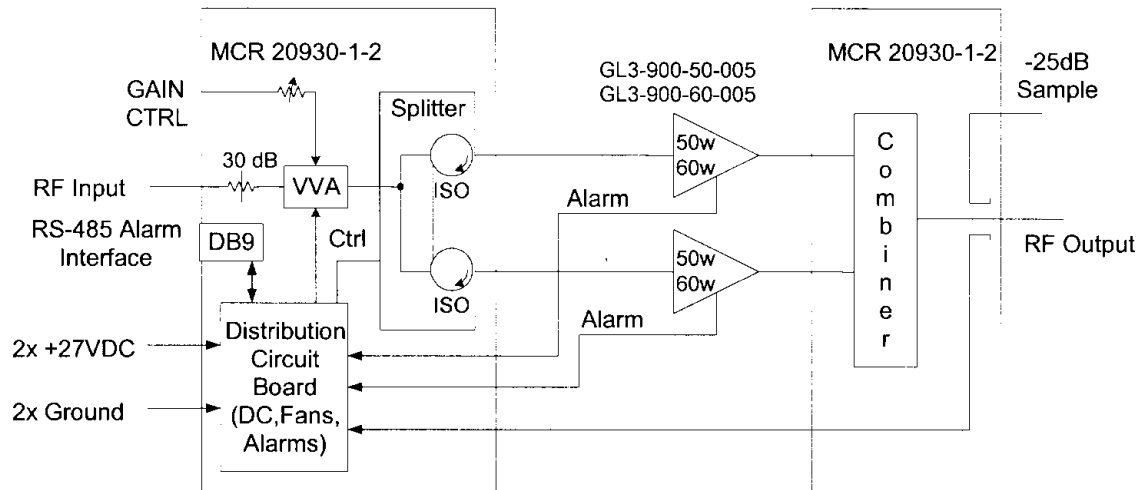 MCR 20930-1-2
MCR 20930-1-2
GL3-900-50-005
GL3-900-60-005
-25dB
Sample
GAIN
CTRL
Splitter
50w
60w
Combiner
30 dB
RF Input
VVA
ISO
Alarm
RS-485 Alarm
Interface
DB9
Ctrl
50w
60w
RF Output
ISO
Alarm
Distribution
Circuit
Board
(DC,Fans,
Alarms)
2x +27VDC
2x Ground